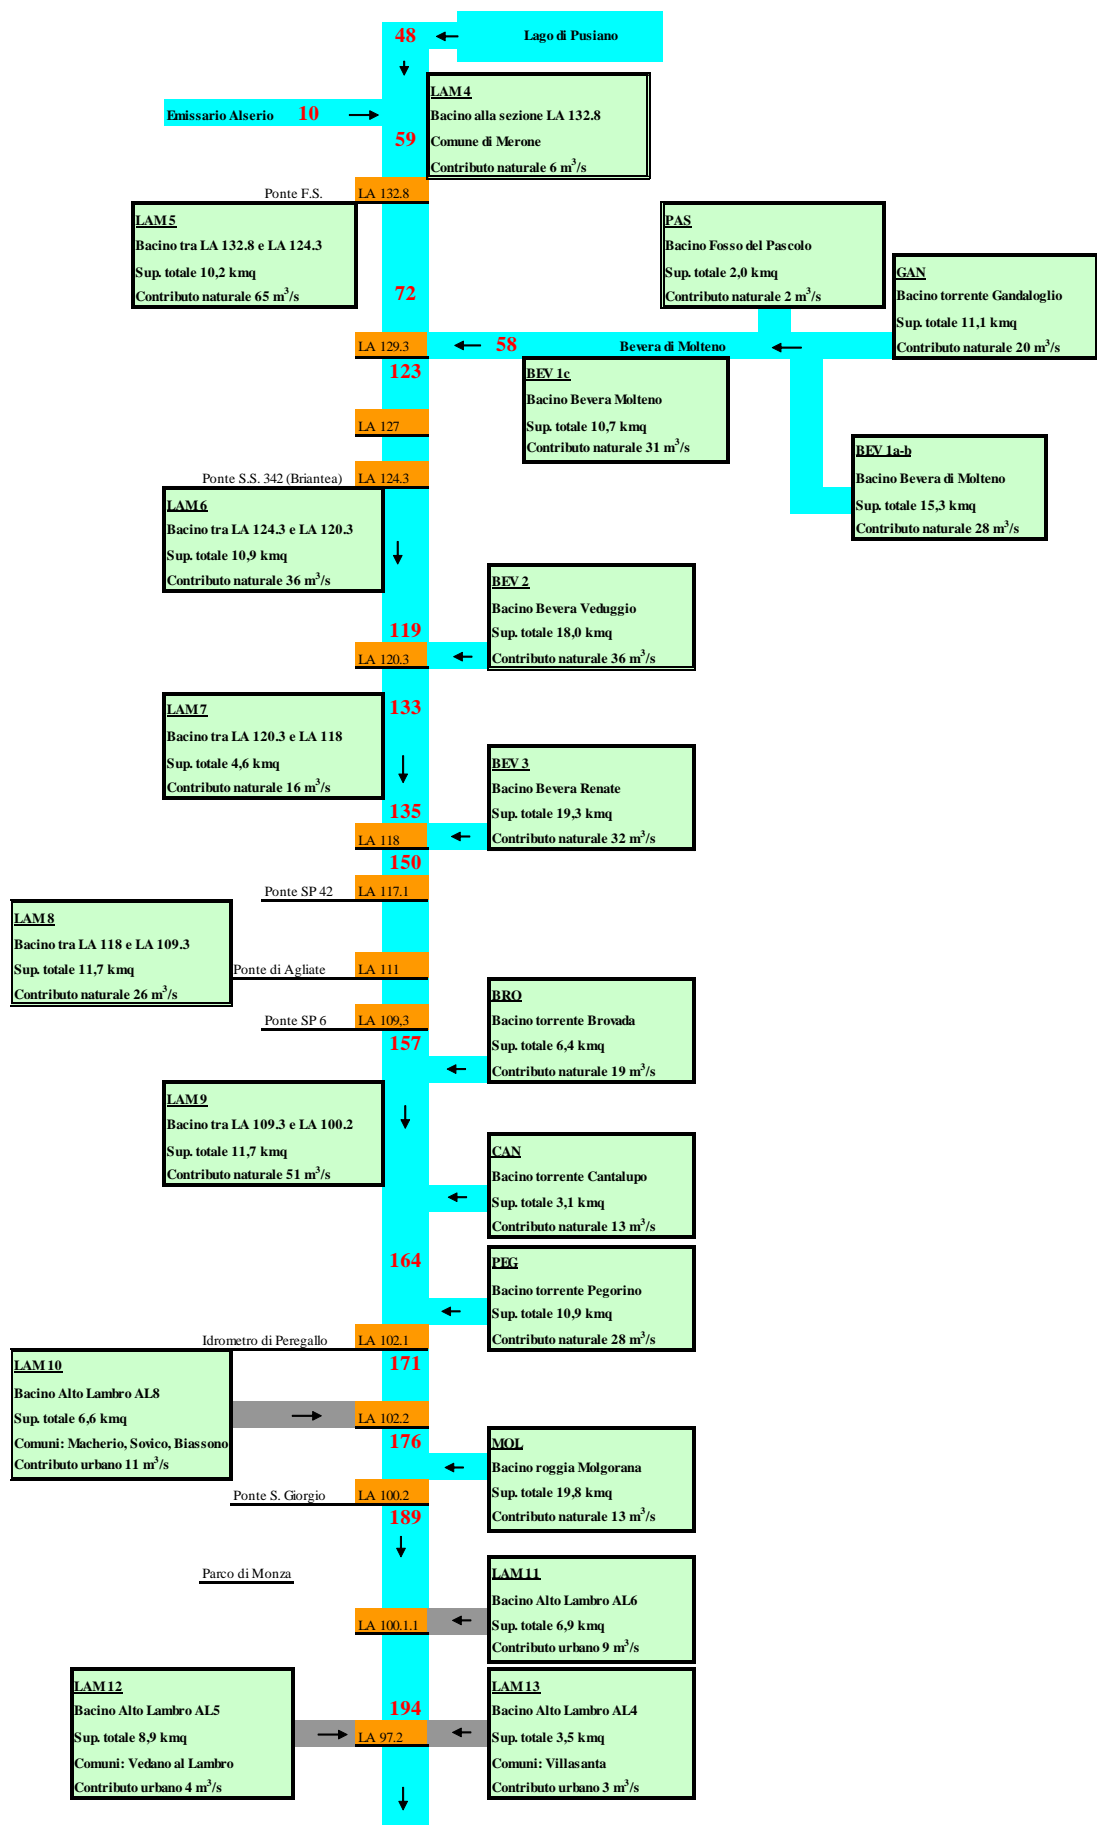 48
Lago di Pusiano
LAM 4
Bacino alla sezione LA 132.8
Comune di Merone
Contributo naturale 6 m³/s
Emissario Alserio 10
59
Ponte F.S.
LA 132.8
LAM 5
Bacino tra LA 132.8 e LA 124.3
Sup. totale 10,2 kmq
Contributo naturale 65 m³/s
PAS
Bacino Fosso del Pascolo
Sup. totale 2,0 kmq
Contributo naturale 2 m³/s
GAN
Bacino torrente Gandaloglio
Sup. totale 11,1 kmq
Contributo naturale 20 m³/s
72
LA 129.3
58
Bevera di Molteno
123
BEV 1c
Bacino Bevera Molteno
Sup. totale 10,7 kmq
Contributo naturale 31 m³/s
LA 127
BEV 1a-b
Bacino Bevera di Molteno
Sup. totale 15,3 kmq
Contributo naturale 28 m³/s
Ponte S.S. 342 (Briantea)
LA 124.3
LAM 6
Bacino tra LA 124.3 e LA 120.3
Sup. totale 10,9 kmq
Contributo naturale 36 m³/s
BEV 2
Bacino Bevera Veduggio
Sup. totale 18,0 kmq
Contributo naturale 36 m³/s
119
LA 120.3
LAM 7
Bacino tra LA 120.3 e LA 118
Sup. totale 4,6 kmq
Contributo naturale 16 m³/s
133
BEV 3
Bacino Bevera Renate
Sup. totale 19,3 kmq
Contributo naturale 32 m³/s
135
LA 118
150
Ponte SP 42
LA 117.1
LAM 8
Bacino tra LA 118 e LA 109.3
Sup. totale 11,7 kmq
Contributo naturale 26 m³/s
Ponte di Agliate
LA 111
Ponte SP 6
LA 109,3
BRO
Bacino torrente Brovada
Sup. totale 6,4 kmq
Contributo naturale 19 m³/s
157
LAM 9
Bacino tra LA 109.3 e LA 100.2
Sup. totale 11,7 kmq
Contributo naturale 51 m³/s
CAN
Bacino torrente Cantalupo
Sup. totale 3,1 kmq
Contributo naturale 13 m³/s
164
PEG
Bacino torrente Pegorino
Sup. totale 10,9 kmq
Contributo naturale 28 m³/s
Idrometro di Peregallo
LA 102.1
171
LAM 10
Bacino Alto Lambro AL8
Sup. totale 6,6 kmq
Comuni: Macherio, Sovico, Biassono
Contributo urbano 11 m³/s
LA 102.2
176
MOL
Bacino roggia Molgorana
Sup. totale 19,8 kmq
Contributo naturale 13 m³/s
Ponte S. Giorgio
LA 100.2
189
Parco di Monza
LAM 11
Bacino Alto Lambro AL6
Sup. totale 6,9 kmq
Contributo urbano 9 m³/s
LA 100.1.1
LAM 12
Bacino Alto Lambro AL5
Sup. totale 8,9 kmq
Comuni: Vedano al Lambro
Contributo urbano 4 m³/s
194
LA 97.2
LAM 13
Bacino Alto Lambro AL4
Sup. totale 3,5 kmq
Comuni: Villasanta
Contributo urbano 3 m³/s